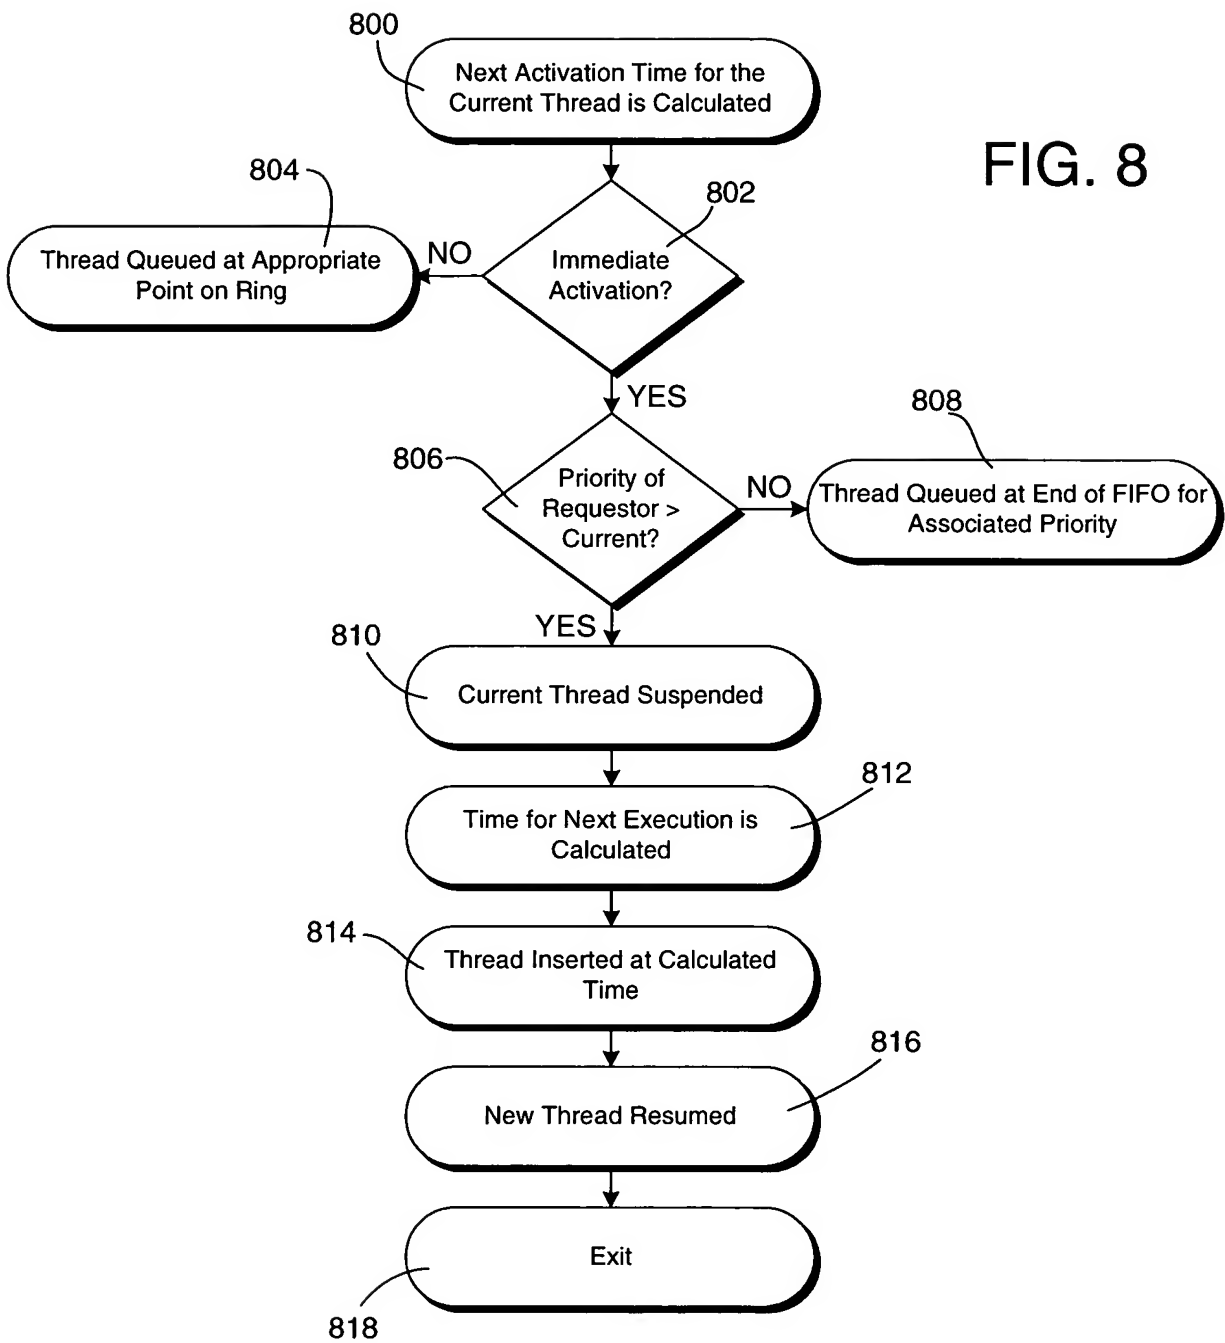 800
Next Activation Time for the
Current Thread is Calculated
FIG. 8
804
802
Thread Queued at Appropriate
Point on Ring
NO
Immediate
Activation?
YES
808
806
Priority of
Requestor >
Current?
NO
Thread Queued at End of FIFO for
Associated Priority
YES
810
Current Thread Suspended
812
Time for Next Execution is
Calculated
814
Thread Inserted at Calculated
Time
816
New Thread Resumed
Exit
818